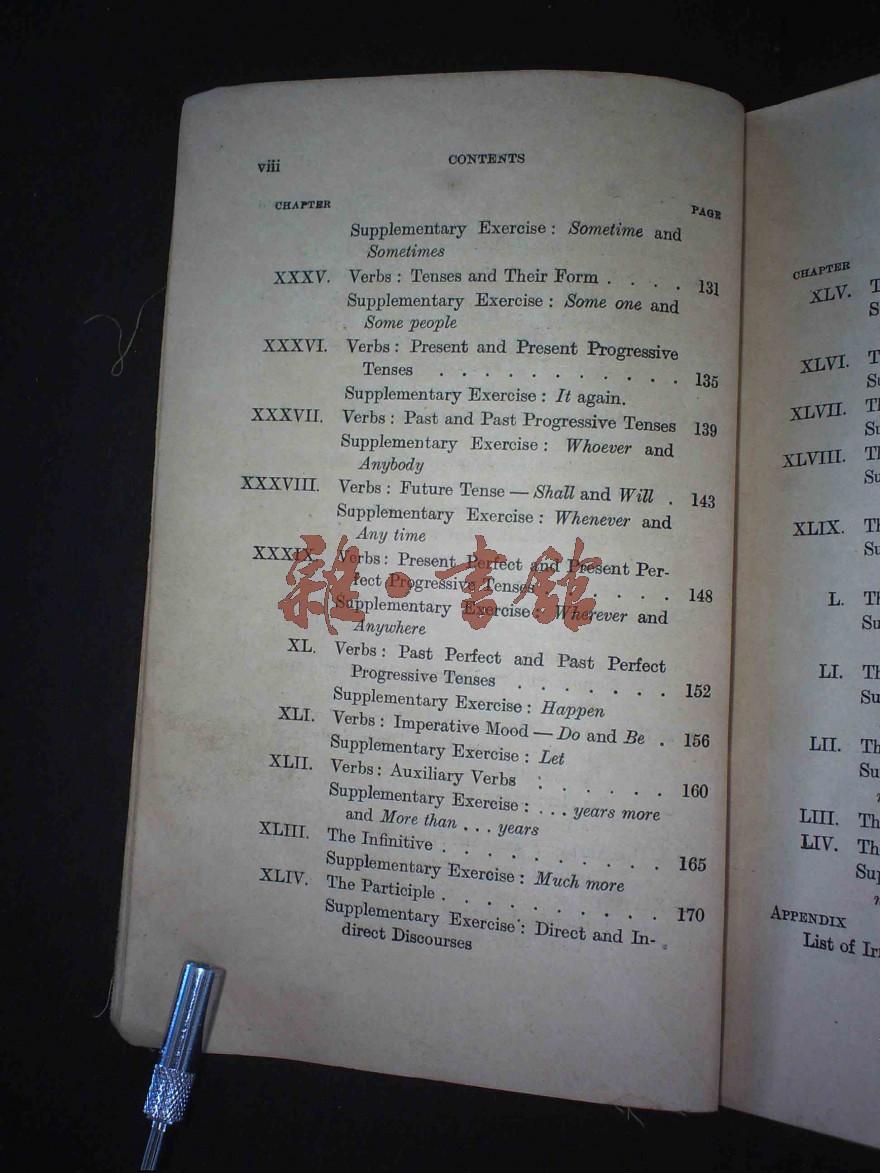 viii CONTENTS
CHAPTER PAGE
Supplementary Exercise : Sometime and
Sometimes
XXXV. Verbs : Tenses and Their Form . . . . 131
Supplementary Exercise : Some one and
Some people
XXXVI. Verbs : Present and Present Progressive
Tenses . . . . . . . . . . . 135
Supplementary Exercise : It again.
XXXVII. Verbs : Past and Past Progressive Tenses 139
Supplementary Exercise : Whoever and
Anybody
XXXVIII. Verbs : Future Tense — Shall and Will . 143
Supplementary Exercise : Whenever and
Any time
XXXIX. Verbs : Present Perfect and Present Per-
fect Progressive Tenses . . . . . 148
Supplementary Exercise : Wherever and
Anywhere
XL. Verbs : Past Perfect and Past Perfect
Progressive Tenses . . . . . . . 152
Supplementary Exercise : Happen
XLI. Verbs : Imperative Mood — Do and Be . 156
Supplementary Exercise : Let
XLII. Verbs : Auxiliary Verbs . . . . . . 160
Supplementary Exercise : . . . years more
and More than . . . years
XLIII. The Infinitive . . . . . . . . . . 165
Supplementary Exercise : Much more
XLIV. The Participle . . . . . . . . . . 170
Supplementary Exercise : Direct and In-
direct Discourses
雜·書館
CHAPTER
XLV.
XLVI.
XLVII.
XLVIII.
XLIX.
L.
LI.
LII.
LIII.
LIV.
APPENDIX
List of